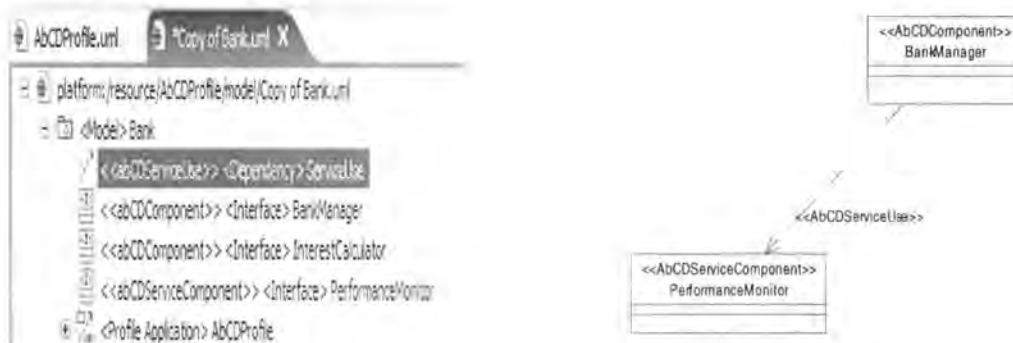 AbCDProfile.uml
*Copy of Bank.uml X
platform:/resource/AbCDProfile/model/Copy of Bank.uml
<Model> Bank
<<abCDServiceUse>> <Dependency> ServiceUse
<<abCDComponent>> <Interface> BankManager
<<abCDComponent>> <Interface> InterestCalculator
<<abCDServiceComponent>> <Interface> PerformanceMonitor
<Profile Application> AbCDProfile
<<AbCDComponent>>
BankManager
<<AbCDServiceUse>>
<<AbCDServiceComponent>>
PerformanceMonitor